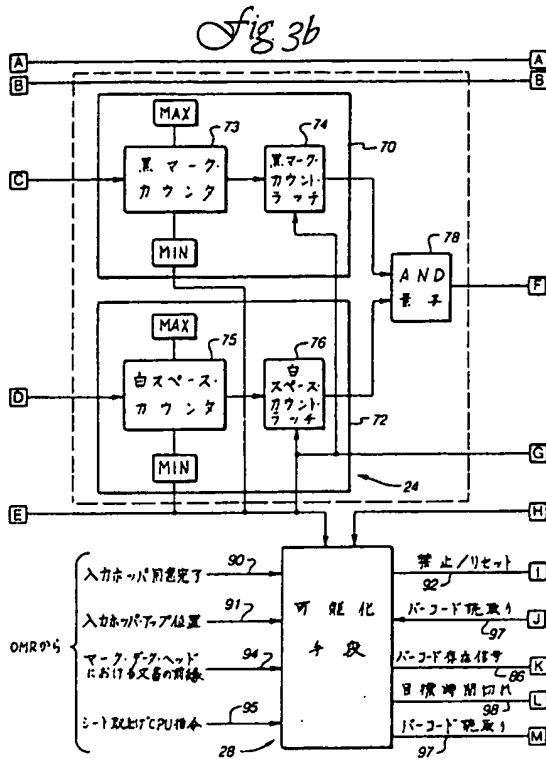 Fig. 3b
A A
B B
MAX 73 74
黒マーク・
カウンタ
黒マーク・
カウント・
ラッチ
70
C
MIN
78
AND
素子
F
MAX 75 76
白スペース・
カウンタ
白
スペース・
カウント・
ラッチ
D
72
MIN
G
24
E H
OMRから
入力ホッパ用意完了 90
入力ホッパ・アップ位置 91
マーク・データ・ヘッド 94
における文書の前縁
シート取上げCPU指令 95
28
可能化
手段
禁止/リセット I
92
バーコード読取り J
97
バーコード存在信号 K
86
目標時間切れ L
98
バーコード読取り M
97